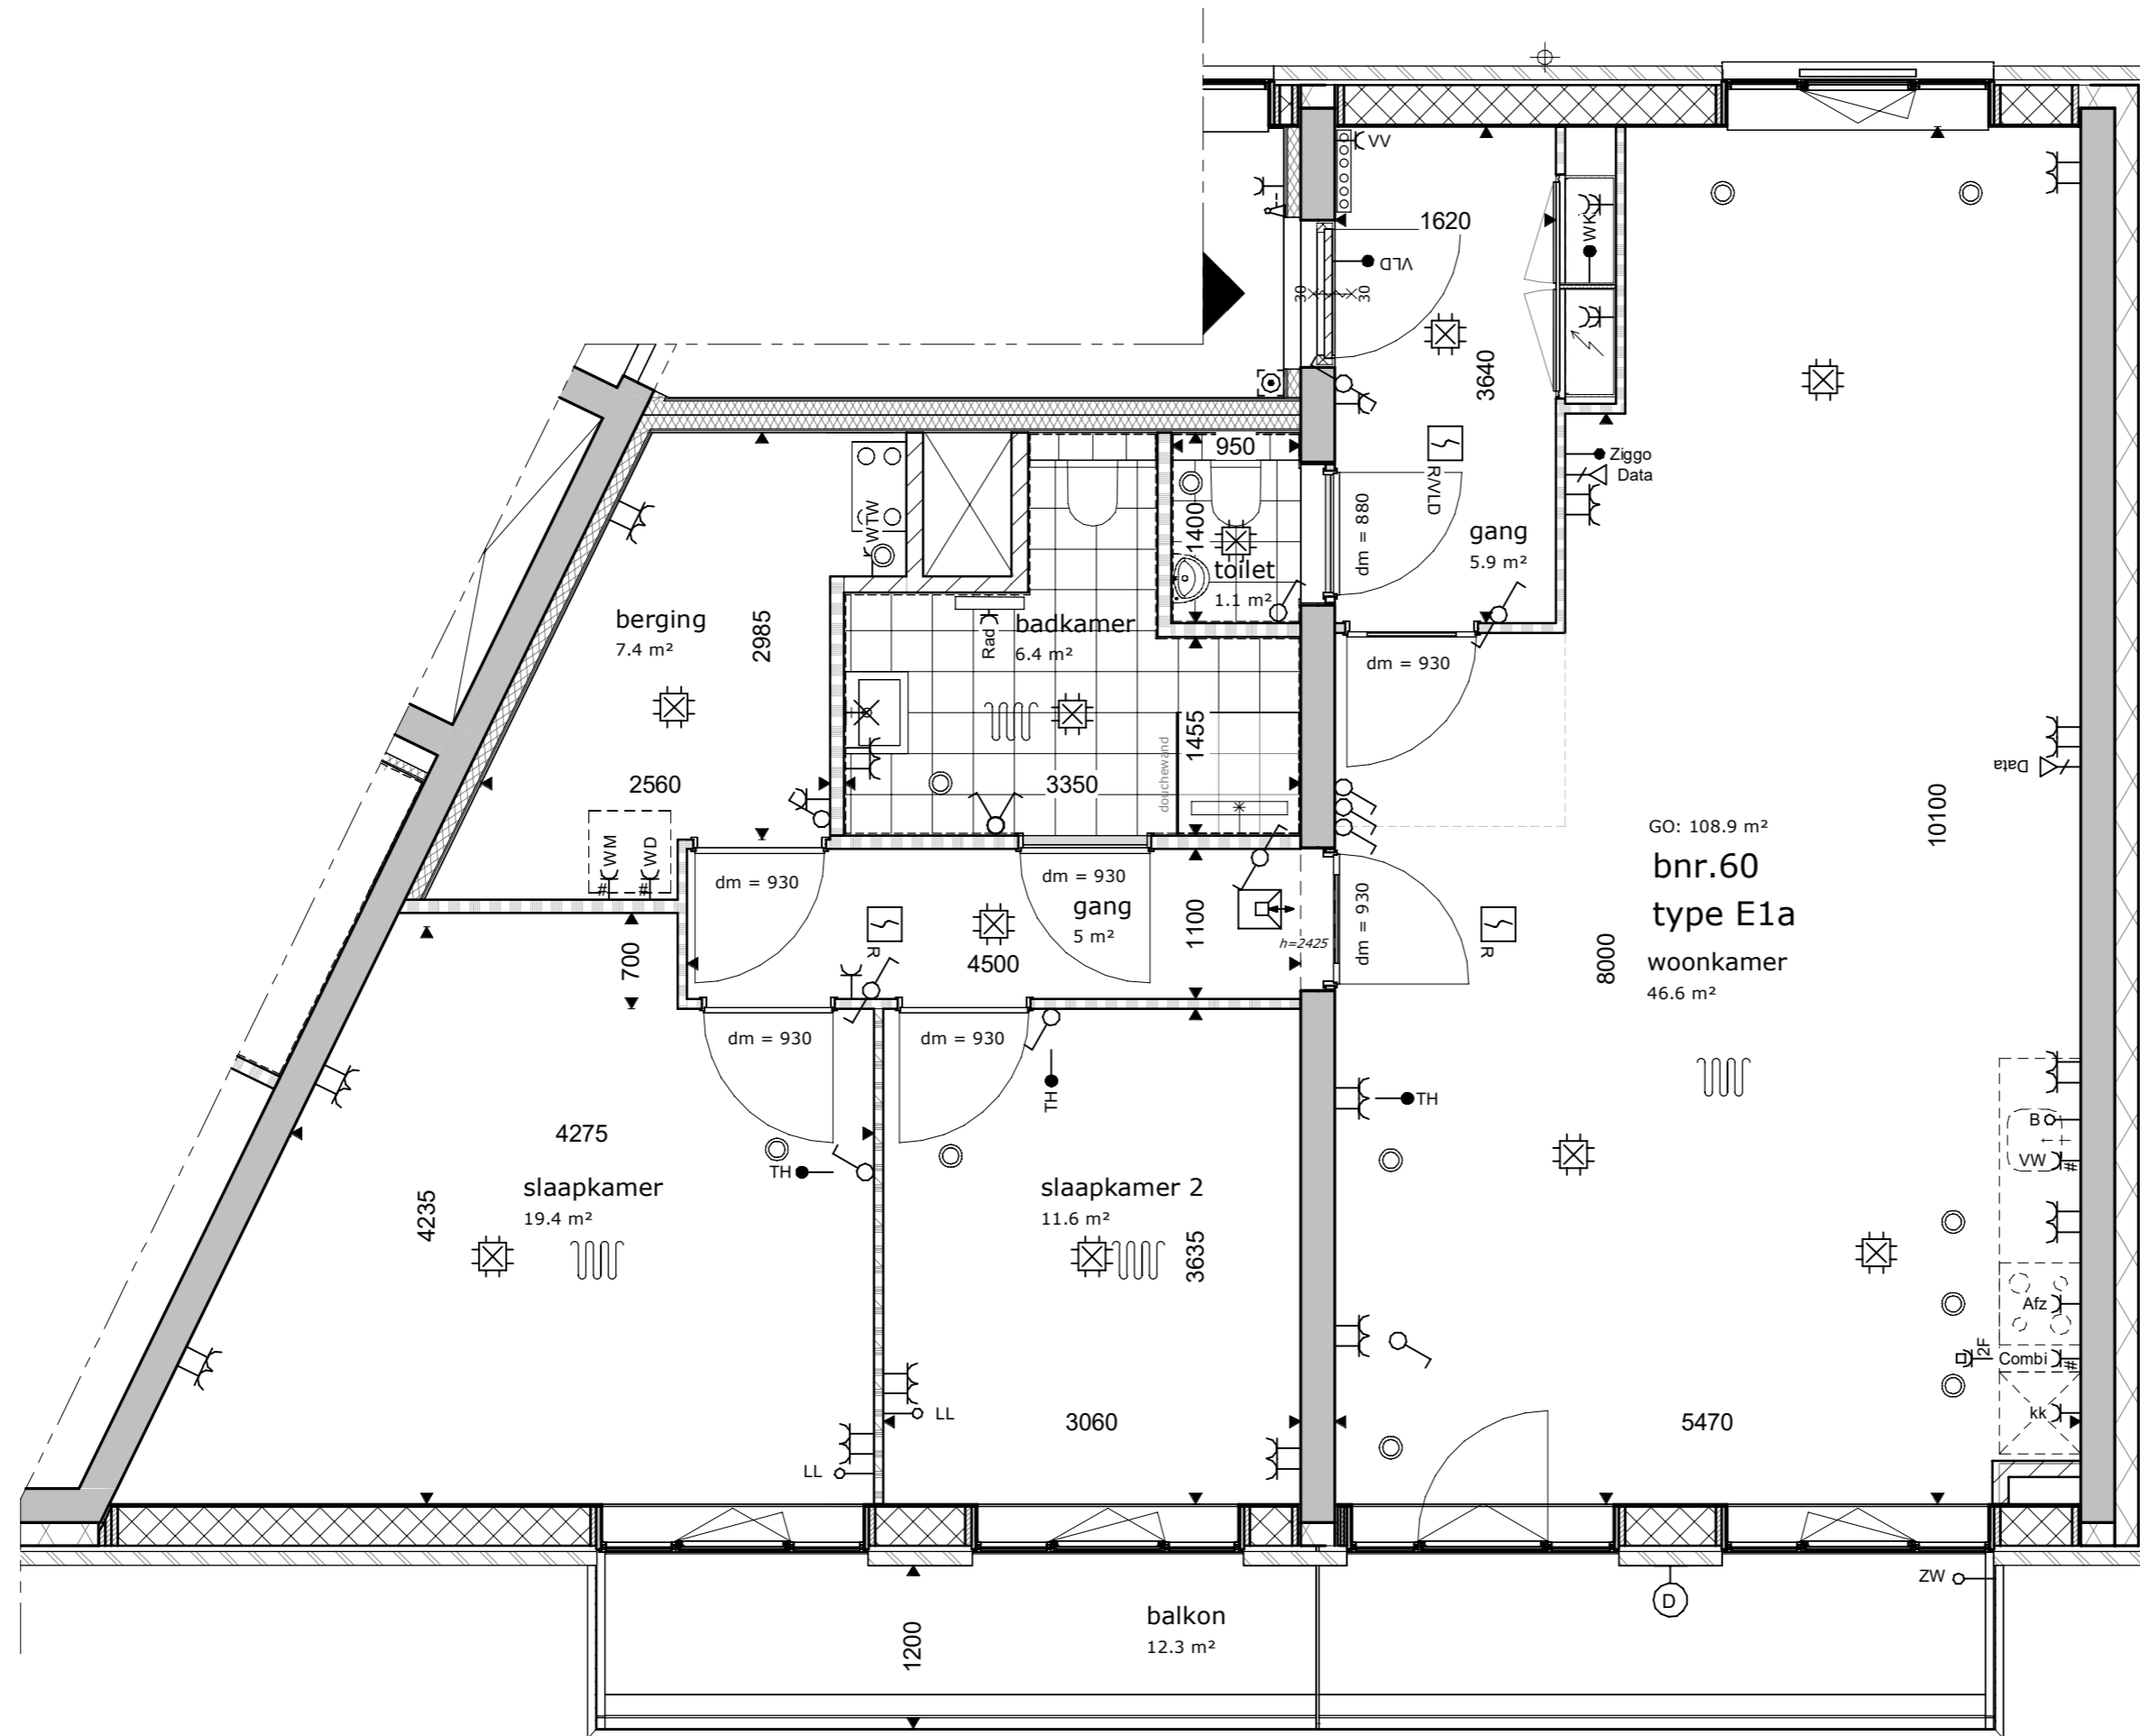 VV
1620
WK
VLD
30
30
3640
950
Ziggo
Data
R/VLD
WTW
1400
dm = 880
gang
5.9 m²
toilet
1.1 m²
berging
7.4 m²
2985
Rad
badkamer
6.4 m²
dm = 930
1455
douchewand
Data
2560
3350
10100
GO: 108.9 m²
bnr.60
type E1a
woonkamer
46.6 m²
WM
WD
#
#
dm = 930
dm = 930
gang
5 m²
1100
dm = 930
h=2425
R
R
700
4500
8000
dm = 930
dm = 930
TH
TH
B
4275
TH
VW
#
slaapkamer
19.4 m²
slaapkamer 2
11.6 m²
4235
3635
Afz
2F
Combi
#
LL
3060
5470
kk
LL
ZW
D
balkon
12.3 m²
1200